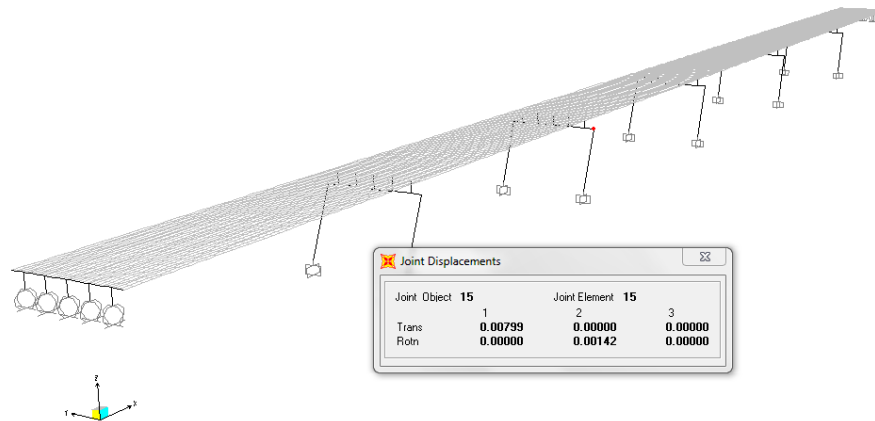 Joint Displacements
Joint Object 15 Joint Element 15
1 2 3
Trans 0.00799 0.00000 0.00000
Rotn 0.00000 0.00142 0.00000
Z
Y X